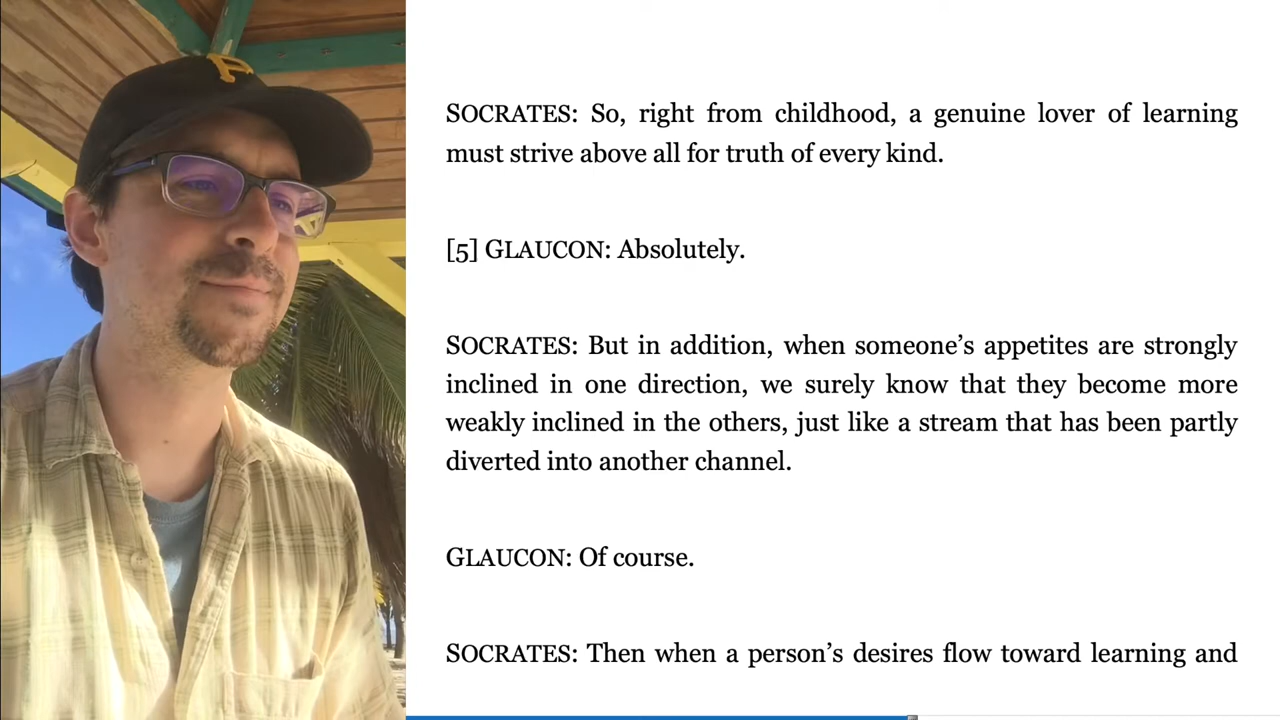 P
SOCRATES: So, right from childhood, a genuine lover of learning
must strive above all for truth of every kind.
[5] GLAUCON: Absolutely.
SOCRATES: But in addition, when someone’s appetites are strongly
inclined in one direction, we surely know that they become more
weakly inclined in the others, just like a stream that has been partly
diverted into another channel.
GLAUCON: Of course.
SOCRATES: Then when a person’s desires flow toward learning and